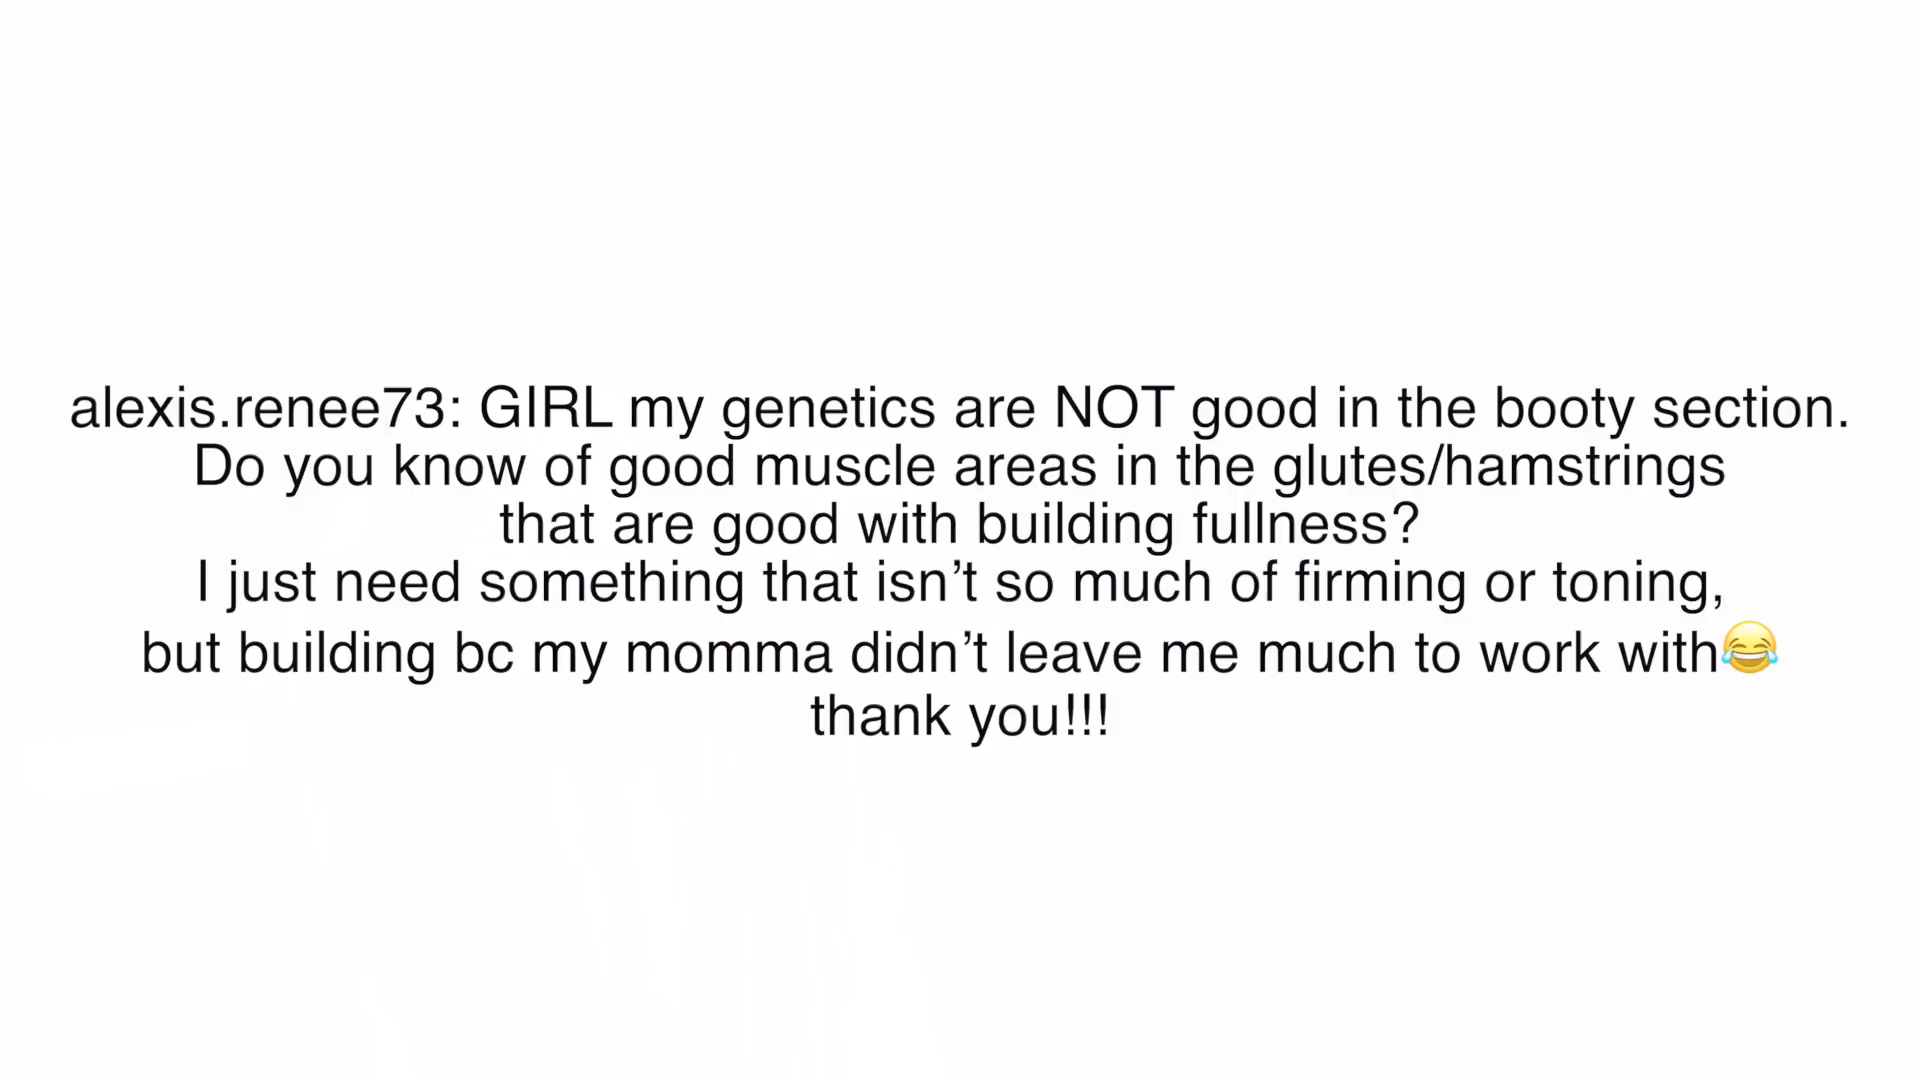 alexis.renee73: GIRL my genetics are NOT good in the booty section.
Do you know of good muscle areas in the glutes/hamstrings
that are good with building fullness?
I just need something that isn’t so much of firming or toning,
but building bc my momma didn’t leave me much to work with😂
thank you!!!